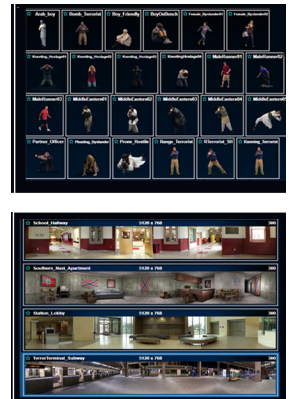 Arab_boy Bomb_Terrorist Boy_Friendly BoyOnBench Female_Bystander01 Female_Bystander02
Kneeling_Hostage01 Kneeling_Hostage02 Kneeling_Hostage03 KneelingHostage04 MaleRunner01 MaleRunner02
MaleRunner03 MiddleEastern01 MiddleEastern02 MiddleEastern03 MiddleEastern04 MiddleEastern05
Partner_Officer Pleading_Bystander Prone_Hostile Range_Terrorist Running_Terrorist
School_Hallway 5120 x 768 300
Southern_Nazi_Apartment 5120 x 768 300
Station_Lobby 5120 x 768 300
TerrorTerminal_Subway 5120 x 768 300